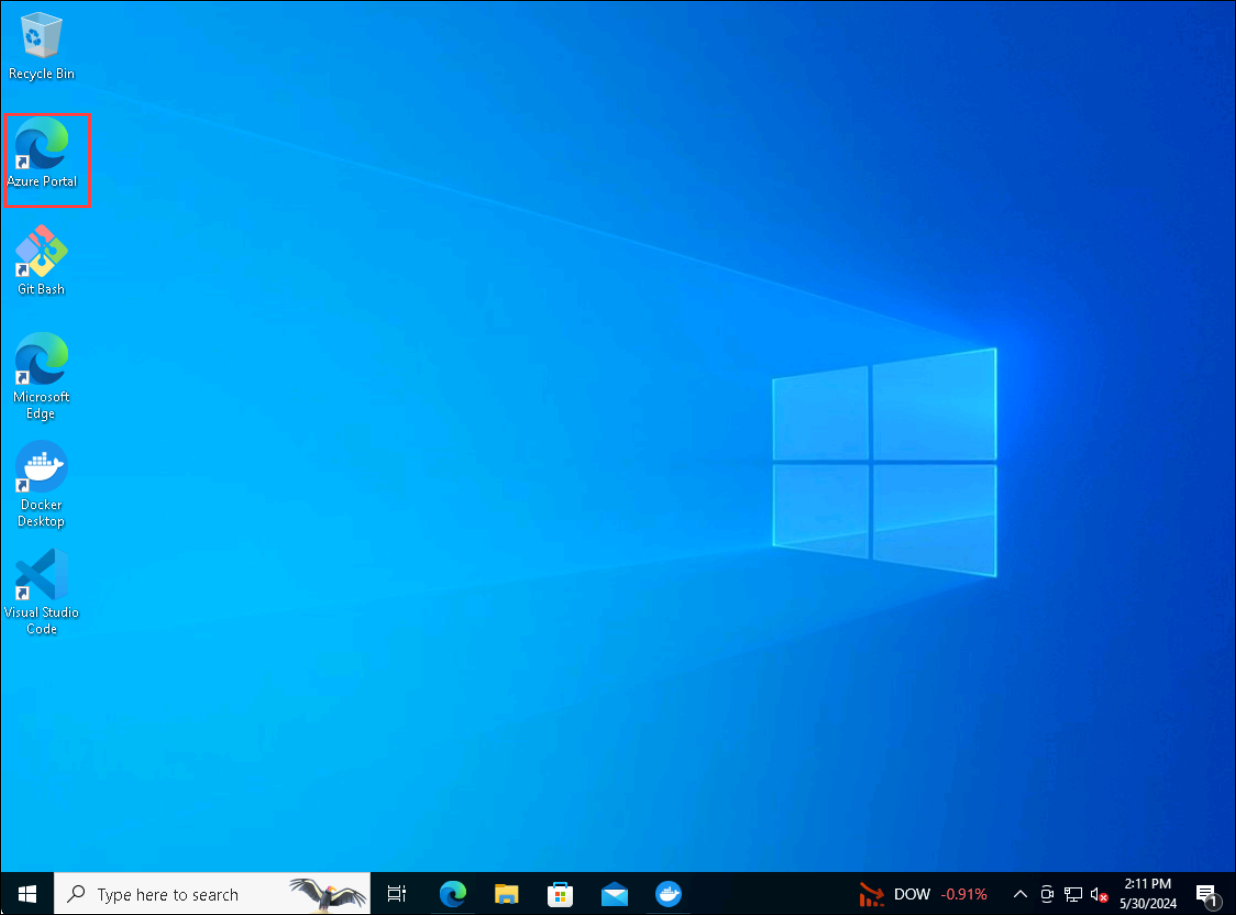 Recycle Bin
Azure Portal
Git Bash
Microsoft
Edge
Docker
Desktop
Visual Studio
Code
Type here to search
DOW -0.91%
2:11 PM
5/30/2024
1